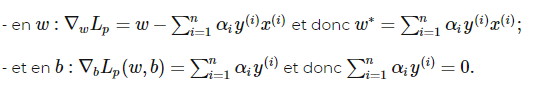 - en w : ∇_w L_p = w − ∑_{i=1}^n α_i y^{(i)} x^{(i)} et donc w* = ∑_{i=1}^n α_i y^{(i)} x^{(i)};
- et en b : ∇_b L_p(w, b) = ∑_{i=1}^n α_i y^{(i)} et donc ∑_{i=1}^n α_i y^{(i)} = 0.